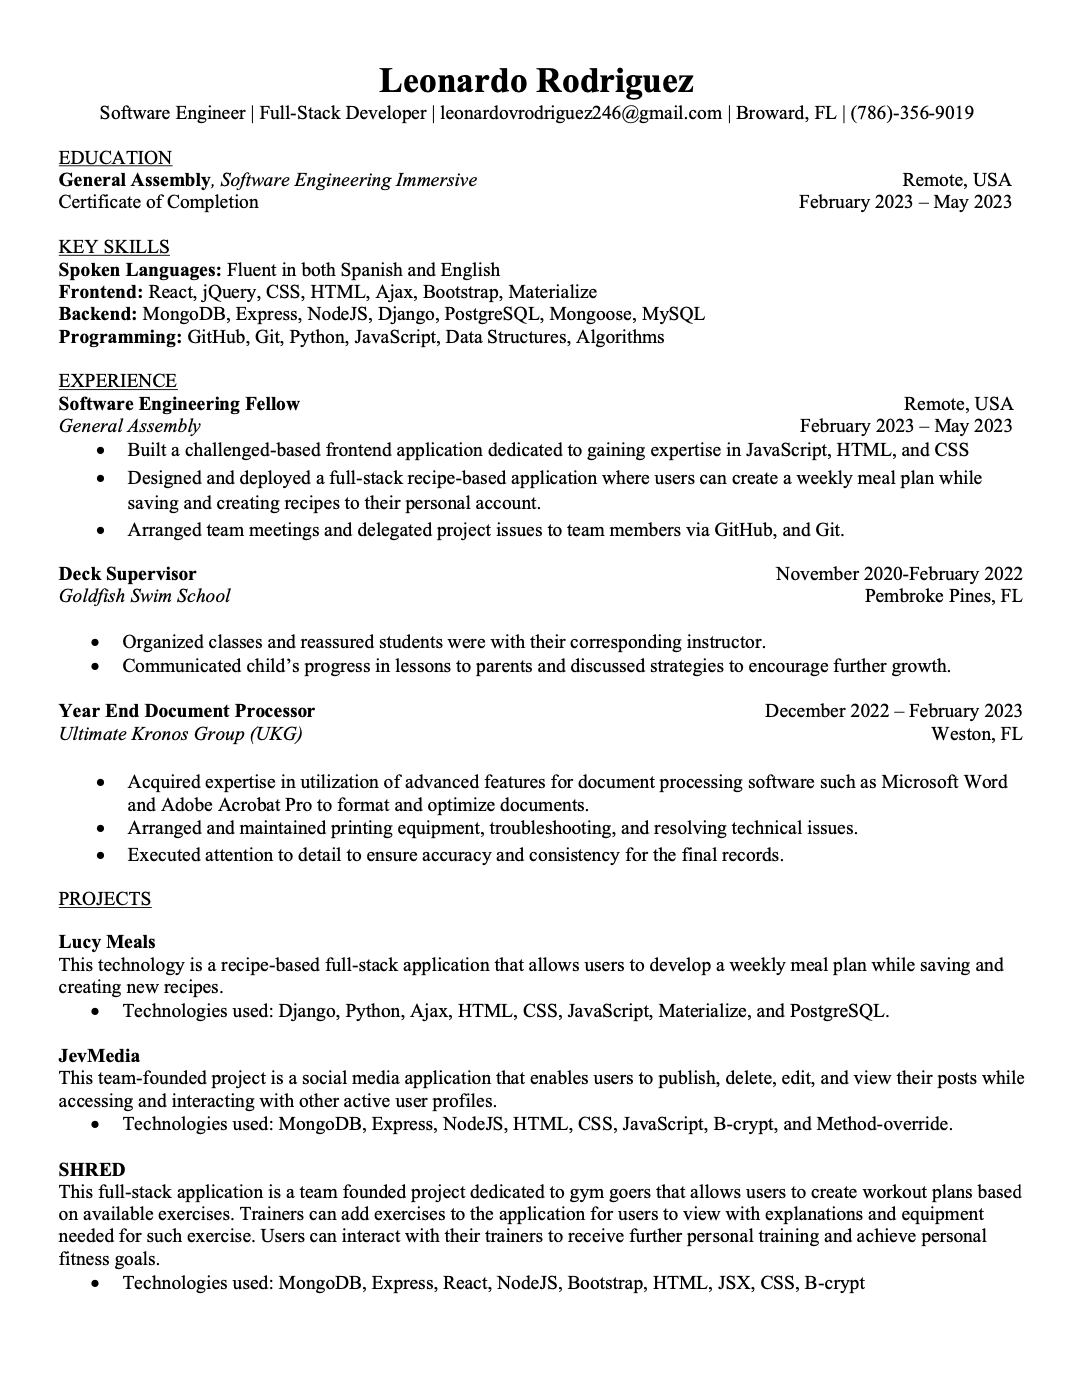 Leonardo Rodriguez
Software Engineer | Full-Stack Developer | leonardovrodriguez246@gmail.com | Broward, FL | (786)-356-9019
EDUCATION
General Assembly, Software Engineering Immersive Remote, USA
Certificate of Completion February 2023 – May 2023
KEY SKILLS
Spoken Languages: Fluent in both Spanish and English
Frontend: React, jQuery, CSS, HTML, Ajax, Bootstrap, Materialize
Backend: MongoDB, Express, NodeJS, Django, PostgreSQL, Mongoose, MySQL
Programming: GitHub, Git, Python, JavaScript, Data Structures, Algorithms
EXPERIENCE
Software Engineering Fellow Remote, USA
General Assembly February 2023 – May 2023
• Built a challenged-based frontend application dedicated to gaining expertise in JavaScript, HTML, and CSS
• Designed and deployed a full-stack recipe-based application where users can create a weekly meal plan while
saving and creating recipes to their personal account.
• Arranged team meetings and delegated project issues to team members via GitHub, and Git.
Deck Supervisor November 2020-February 2022
Goldfish Swim School Pembroke Pines, FL
• Organized classes and reassured students were with their corresponding instructor.
• Communicated child’s progress in lessons to parents and discussed strategies to encourage further growth.
Year End Document Processor December 2022 – February 2023
Ultimate Kronos Group (UKG) Weston, FL
• Acquired expertise in utilization of advanced features for document processing software such as Microsoft Word
and Adobe Acrobat Pro to format and optimize documents.
• Arranged and maintained printing equipment, troubleshooting, and resolving technical issues.
• Executed attention to detail to ensure accuracy and consistency for the final records.
PROJECTS
Lucy Meals
This technology is a recipe-based full-stack application that allows users to develop a weekly meal plan while saving and
creating new recipes.
• Technologies used: Django, Python, Ajax, HTML, CSS, JavaScript, Materialize, and PostgreSQL.
JevMedia
This team-founded project is a social media application that enables users to publish, delete, edit, and view their posts while
accessing and interacting with other active user profiles.
• Technologies used: MongoDB, Express, NodeJS, HTML, CSS, JavaScript, B-crypt, and Method-override.
SHRED
This full-stack application is a team founded project dedicated to gym goers that allows users to create workout plans based
on available exercises. Trainers can add exercises to the application for users to view with explanations and equipment
needed for such exercise. Users can interact with their trainers to receive further personal training and achieve personal
fitness goals.
• Technologies used: MongoDB, Express, React, NodeJS, Bootstrap, HTML, JSX, CSS, B-crypt